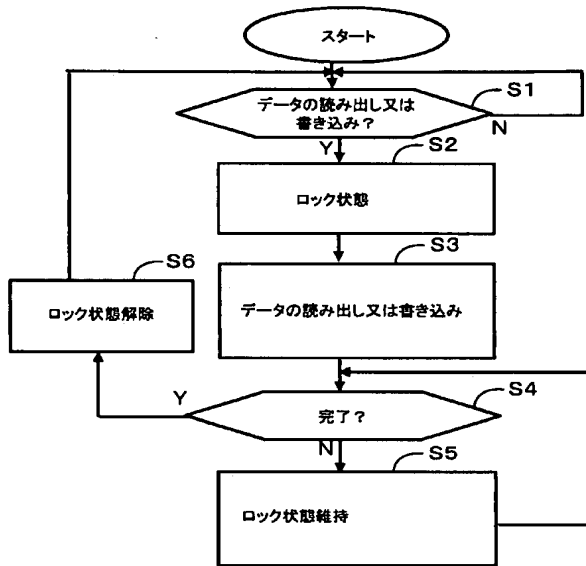 スタート
データの読み出し又は
書き込み？
S1
N
Y
S2
ロック状態
S3
データの読み出し又は書き込み
S6
ロック状態解除
S4
完了？
Y
N
S5
ロック状態維持